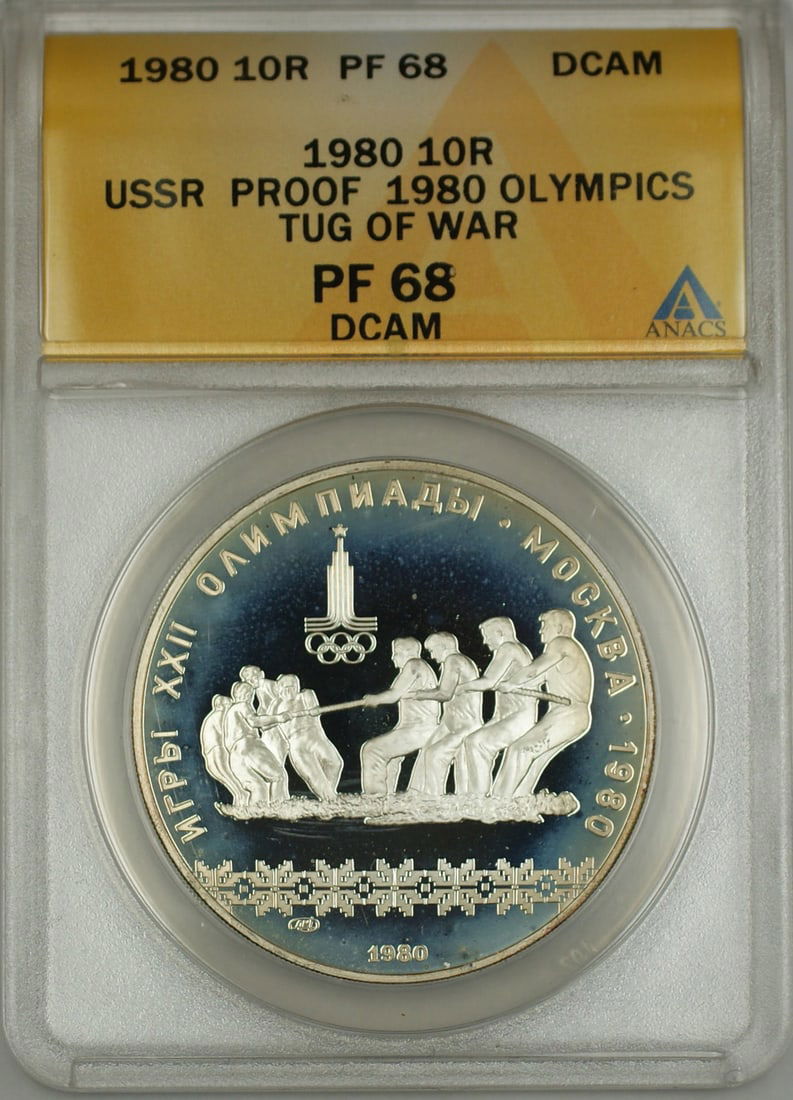 1980 10R PF 68 DCAM
1980 10R
USSR PROOF 1980 OLYMPICS
TUG OF WAR
PF 68
DCAM
ANACS
ИГРЫ XXII ОЛИМПИАДЫ · МОСКВА · 1980
1980